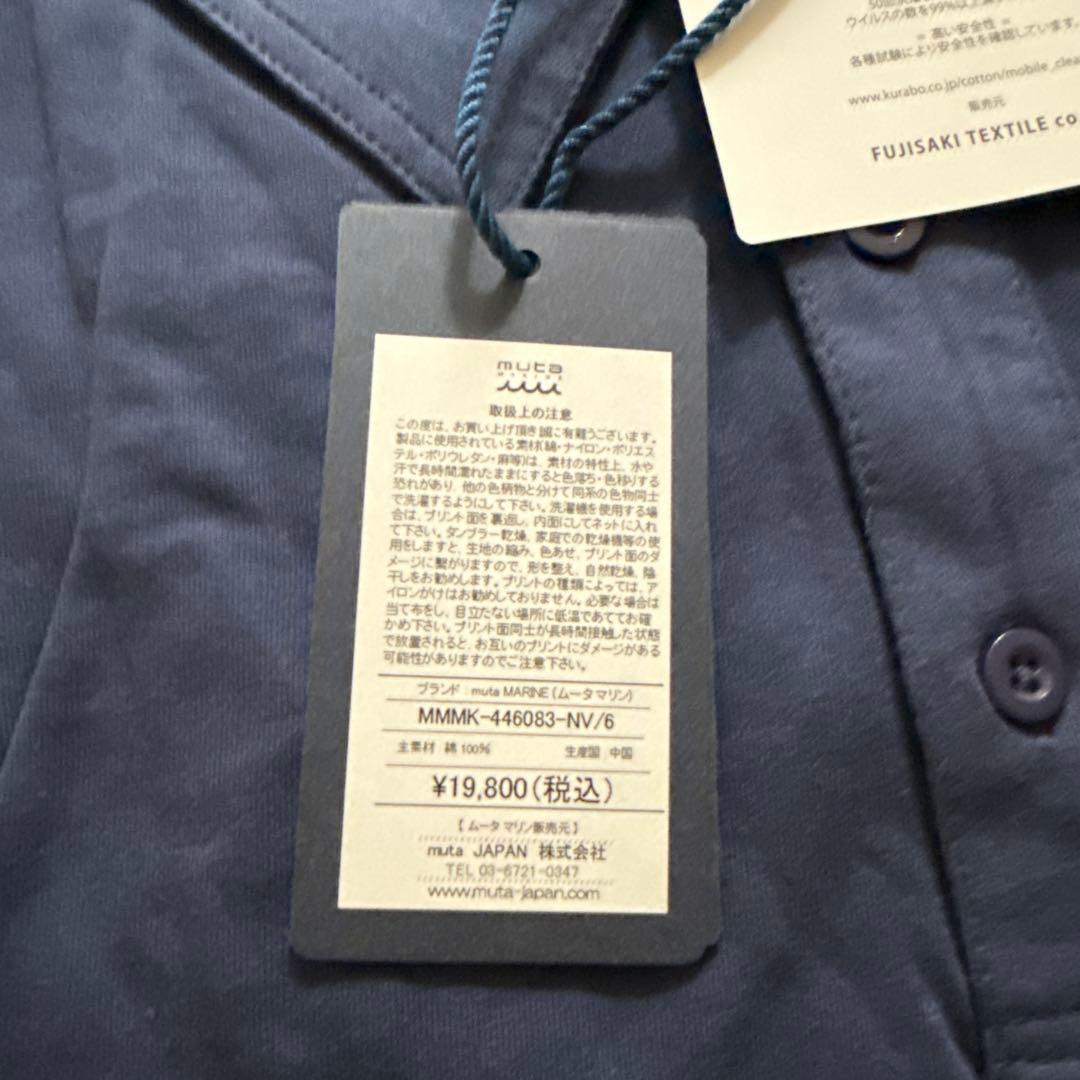 ウイルスの数を99%以上
= 高い安全性 =
各種試験により安全性を確認しています。
www.kurabo.co.jp/cotton/mobile_clea
販売元
FUJISAKI TEXTILE co
muta
MARINE
取扱上の注意
この度は、お買い上げ頂き誠に有難うございます。
製品に使用されている素材(綿・ナイロン・ポリエス
テル・ポリウレタン・麻等)は、素材の特性上、水や
汗で長時間濡れたままにすると色落ち・色移りする
恐れがあり、他の色柄物と分けて同系の色物同士
で洗濯するようにして下さい。洗濯機を使用する場
合は、プリント面を裏返し、内面にしてネットに入れ
て下さい。タンブラー乾燥、家庭での乾燥機等の使
用をしますと、生地の縮み、色あせ、プリント面のダ
メージに繋がりますので、形を整え、自然乾燥、陰
干しをお勧めします。プリントの種類によっては、ア
イロンがけはお勧めしておりません。必要な場合は
当て布をし、目立たない場所に低温であててお確
かめ下さい。プリント面同士が長時間接触した状態
で放置されると、お互いのプリントにダメージがある
可能性がありますのでご注意下さい。
ブランド : muta MARINE(ムータ マリン)
MMMK-446083-NV/6
主素材 綿 100% 生産国 中国
¥19,800(税込)
【 ムータ マリン販売元 】
muta JAPAN 株式会社
TEL 03-6721-0347
www.muta-japan.com